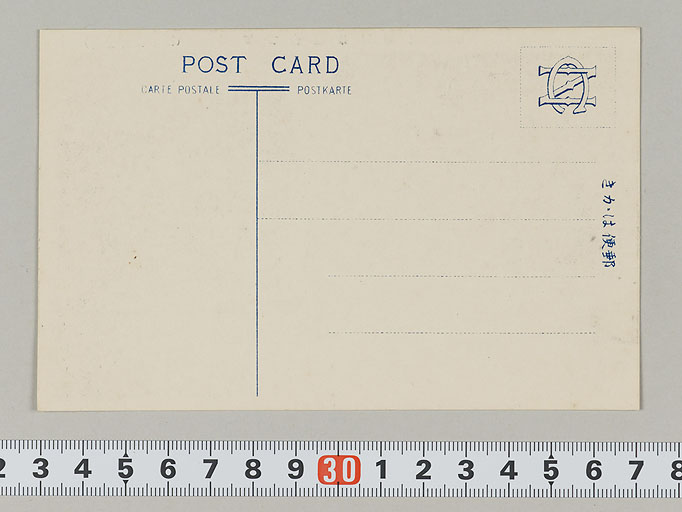 POST CARD
CARTE POSTALE POSTKARTE
郵便はかき
2 3 4 5 6 7 8 9 30 1 2 3 4 5 6 7 8